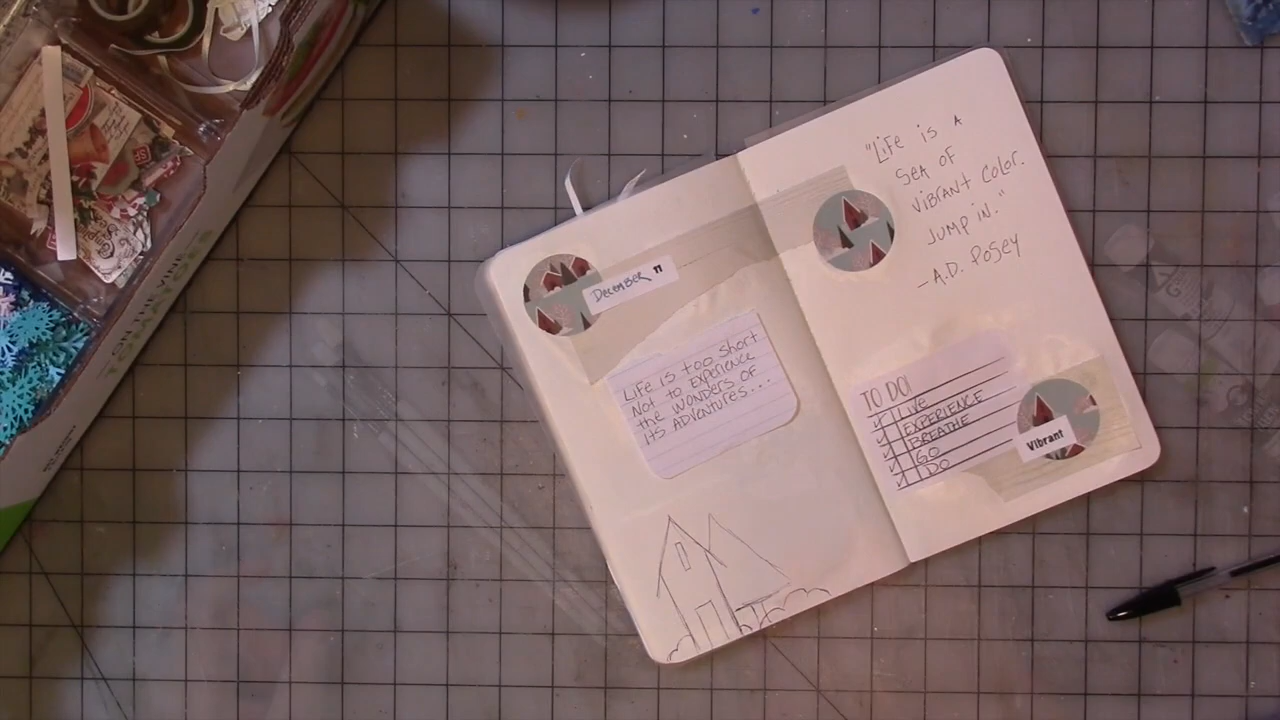 December 11
Life is too short
Not to Experience
the wonders of
its Adventures...
"Life is A
Sea of
Vibrant Color.
Jump in."
- A.D. Posey
TO DO!
Live
EXPERIENCE
BREATHE
GO
DO
Vibrant